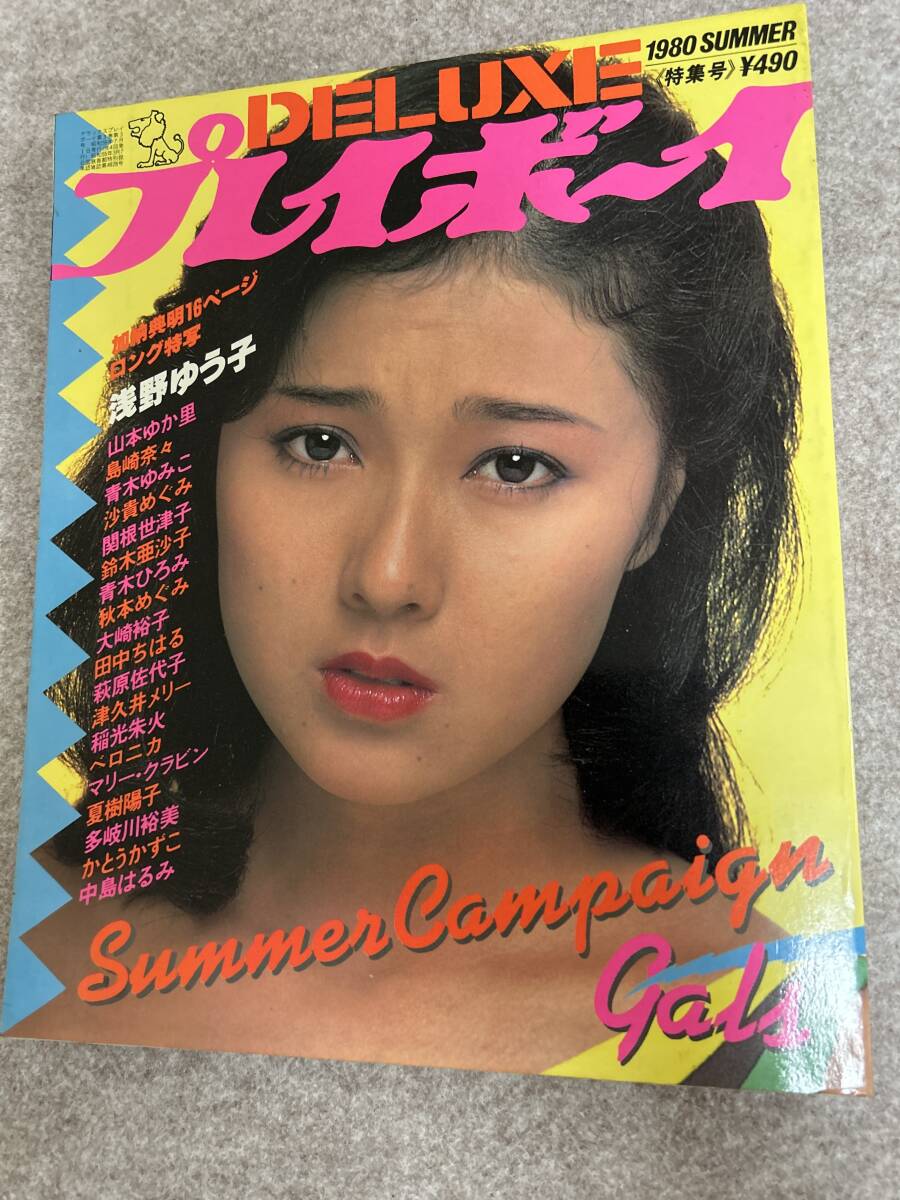 DELUXE
1980 SUMMER
《特集号》¥490
プレイボーイ
加納典明16ページ
ロング特写
浅野ゆう子
山本ゆか里
島崎奈々
青木ゆみこ
沙貴めぐみ
関根世津子
鈴木亜沙子
青木ひろみ
秋本めぐみ
大崎裕子
田中ちはる
萩原佐代子
津久井メリー
稲光朱火
ベロニカ
マリー・クラビン
夏樹陽子
多岐川裕美
かとうかずこ
中島はるみ
Summer Campaign
Gals